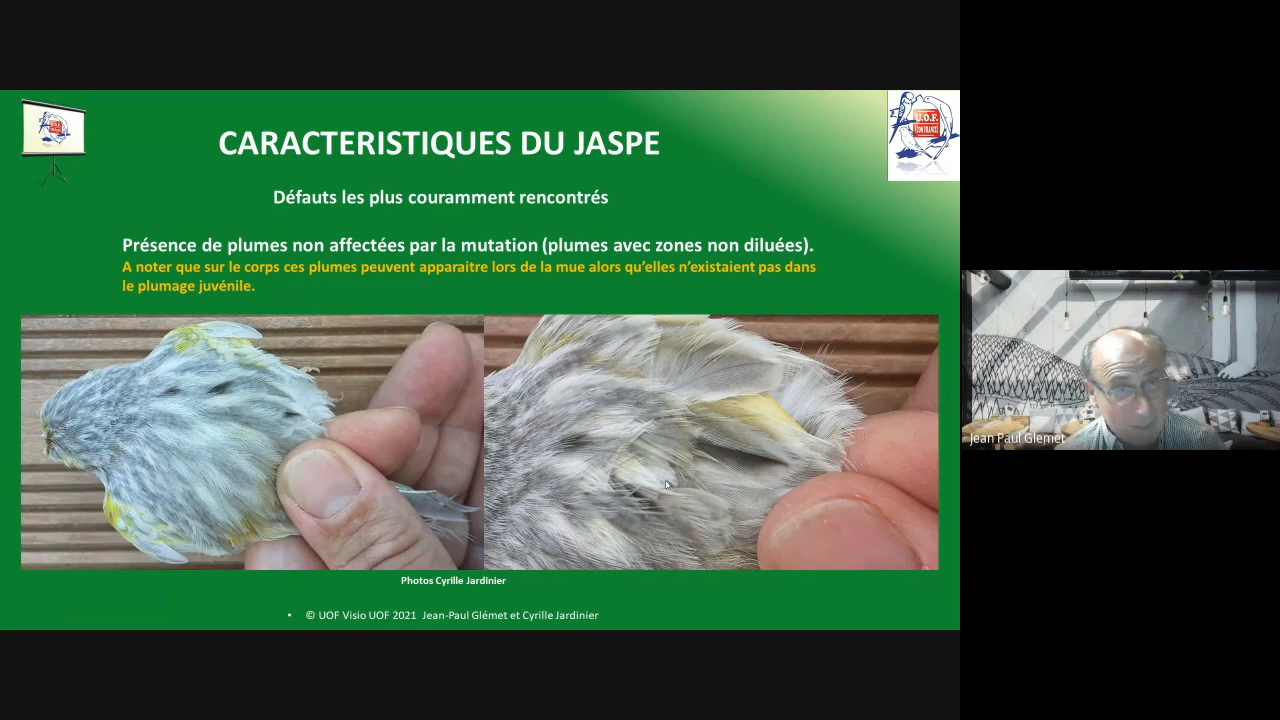 CARACTERISTIQUES DU JASPE
Défauts les plus couramment rencontrés
Présence de plumes non affectées par la mutation (plumes avec zones non diluées).
A noter que sur le corps ces plumes peuvent apparaitre lors de la mue alors qu’elles n’existaient pas dans
le plumage juvénile.
Photos Cyrille Jardinier
• © UOF Visio UOF 2021 Jean-Paul Glémet et Cyrille Jardinier
U.O.F.
COM FRANCE
Jean Paul Glemet